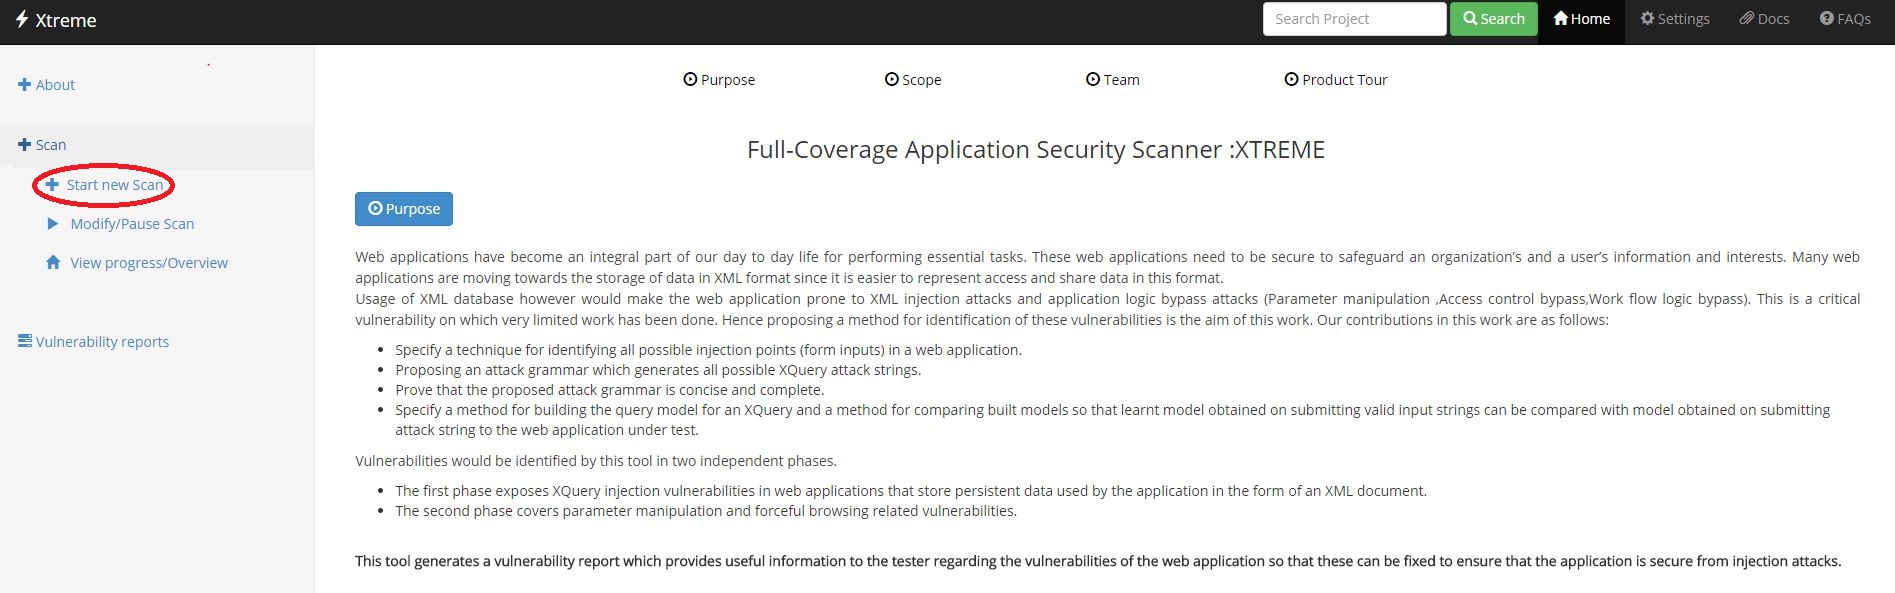 Xtreme
Search Project
Search
Home
Settings
Docs
FAQs
About
Scan
Start new Scan
Modify/Pause Scan
View progress/Overview
Vulnerability reports
Purpose
Scope
Team
Product Tour
Full-Coverage Application Security Scanner :XTREME
Purpose
Web applications have become an integral part of our day to day life for performing essential tasks. These web applications need to be secure to safeguard an organization's and a user's information and interests. Many web
applications are moving towards the storage of data in XML format since it is easier to represent access and share data in this format.
Usage of XML database however would make the web application prone to XML injection attacks and application logic bypass attacks (Parameter manipulation ,Access control bypass,Work flow logic bypass). This is a critical
vulnerability on which very limited work has been done. Hence proposing a method for identification of these vulnerabilities is the aim of this work. Our contributions in this work are as follows:
• Specify a technique for identifying all possible injection points (form inputs) in a web application.
• Proposing an attack grammar which generates all possible XQuery attack strings.
• Prove that the proposed attack grammar is concise and complete.
• Specify a method for building the query model for an XQuery and a method for comparing built models so that learnt model obtained on submitting valid input strings can be compared with model obtained on submitting
attack string to the web application under test.
Vulnerabilities would be identified by this tool in two independent phases.
• The first phase exposes XQuery injection vulnerabilities in web applications that store persistent data used by the application in the form of an XML document.
• The second phase covers parameter manipulation and forceful browsing related vulnerabilities.
This tool generates a vulnerability report which provides useful information to the tester regarding the vulnerabilities of the web application so that these can be fixed to ensure that the application is secure from injection attacks.